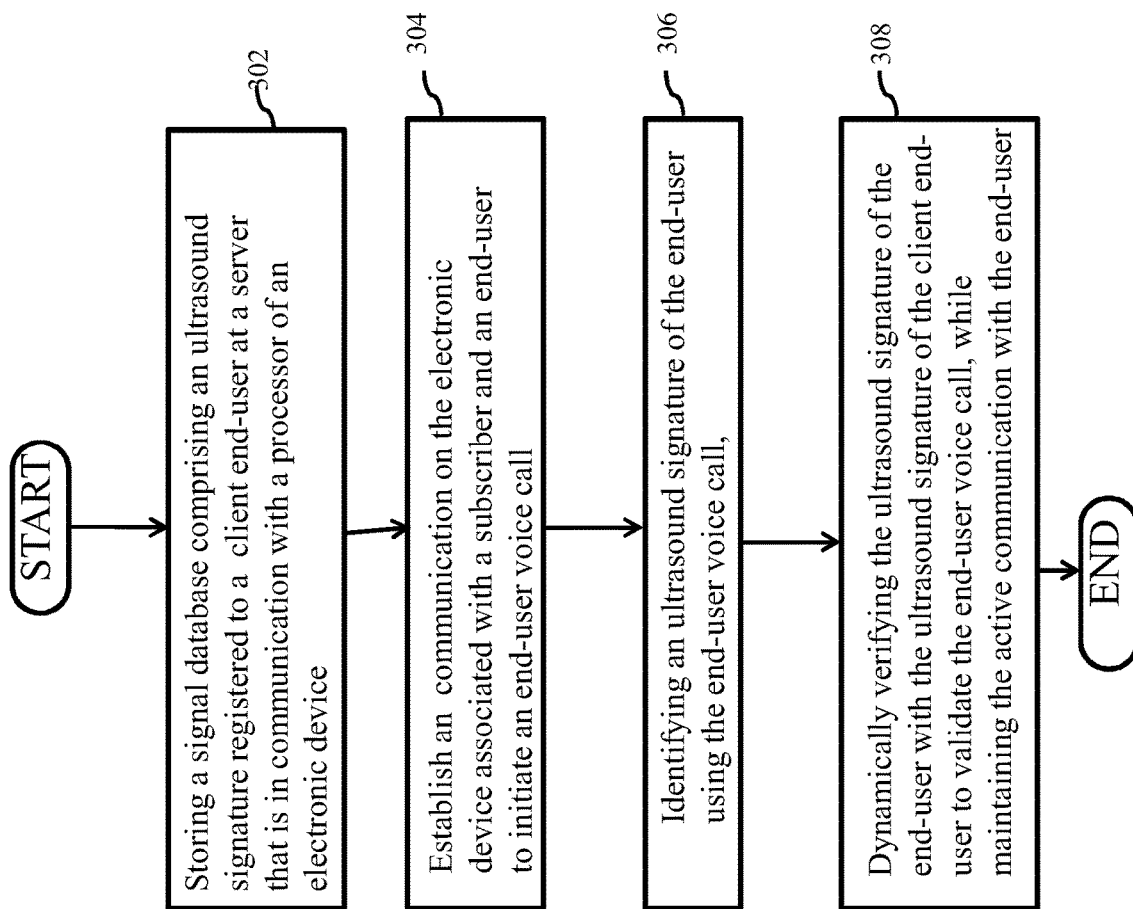 START
Storing a signal database comprising an ultrasound
signature registered to a client end-user at a server
that is in communication with a processor of an
electronic device
302
Establish an communication on the electronic
device associated with a subscriber and an end-user
to initiate an end-user voice call
304
Identifying an ultrasound signature of the end-user
using the end-user voice call,
306
Dynamically verifying the ultrasound signature of the
end-user with the ultrasound signature of the client end-
user to validate the end-user voice call, while
maintaining the active communication with the end-user
308
END